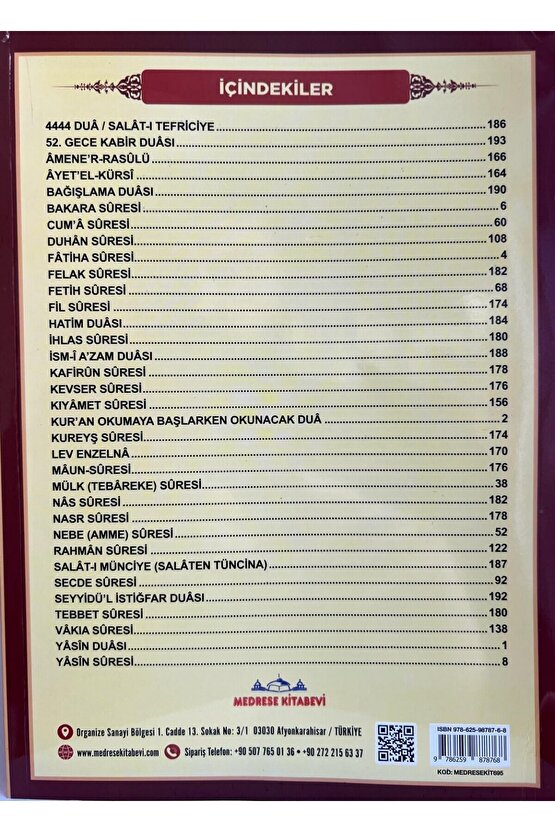 İÇİNDEKİLER
4444 DUÂ / SALÂT-I TEFRİCİYE 186
52. GECE KABİR DUÂSI 193
ÂMENE'R-RASÛLÜ 166
ÂYET'EL-KÜRSÎ 164
BAĞIŞLAMA DUÂSI 190
BAKARA SÛRESİ 6
CUM'Â SÛRESİ 60
DUHÂN SÛRESİ 108
FÂTİHA SÛRESİ 4
FELAK SÛRESİ 182
FETİH SÛRESİ 68
FİL SÛRESİ 174
HATİM DUÂSI 184
İHLAS SÛRESİ 180
İSM-Î A'ZAM DUÂSI 188
KAFİRÛN SÛRESİ 178
KEVSER SÛRESİ 176
KIYÂMET SÛRESİ 156
KUR'AN OKUMAYA BAŞLARKEN OKUNACAK DUÂ 2
KUREYŞ SÛRESİ 174
LEV ENZELNÂ 170
MÂUN-SÛRESİ 176
MÜLK (TEBÂREKE) SÛRESİ 38
NÂS SÛRESİ 182
NASR SÛRESİ 178
NEBE (AMME) SÛRESİ 52
RAHMÂN SÛRESİ 122
SALÂT-I MÜNCİYE (SALÂTEN TÜNCİNA) 187
SECDE SÛRESİ 92
SEYYİDÜ'L İSTİĞFAR DUÂSI 192
TEBBET SÛRESİ 180
VÂKIA SÛRESİ 138
YÂSİN DUÂSI 1
YÂSİN SÛRESİ 8
MEDRESE KİTABEVİ
Organize Sanayi Bölgesi 1. Cadde 13. Sokak No: 3/1 03030 Afyonkarahisar / TÜRKİYE
www.medresekitabevi.com Sipariş Telefon: +90 507 765 01 36 • +90 272 215 63 37
ISBN 978-625-98787-6-8
9 786259 878768
KOD: MEDRESEKİT695